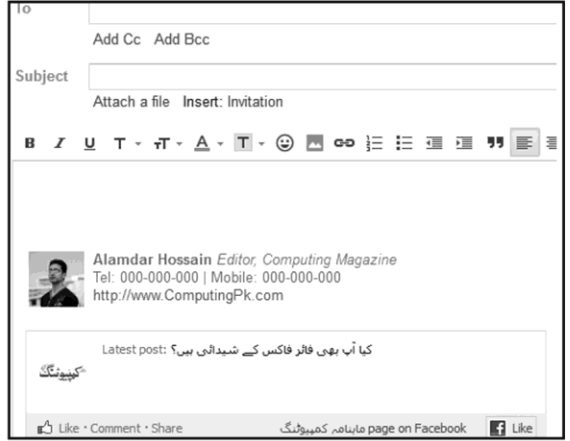 To
Add Cc Add Bcc
Subject
Attach a file Insert: Invitation
B I U T T A T
Alamdar Hossain Editor, Computing Magazine
Tel: 000-000-000 | Mobile: 000-000-000
http://www.ComputingPk.com
Latest post: کیا آپ بھی فائر فاکس کے شیدائی ہیں؟
کمپیوٹنگ
Like · Comment · Share ماہنامہ کمپیوٹنگ page on Facebook Like